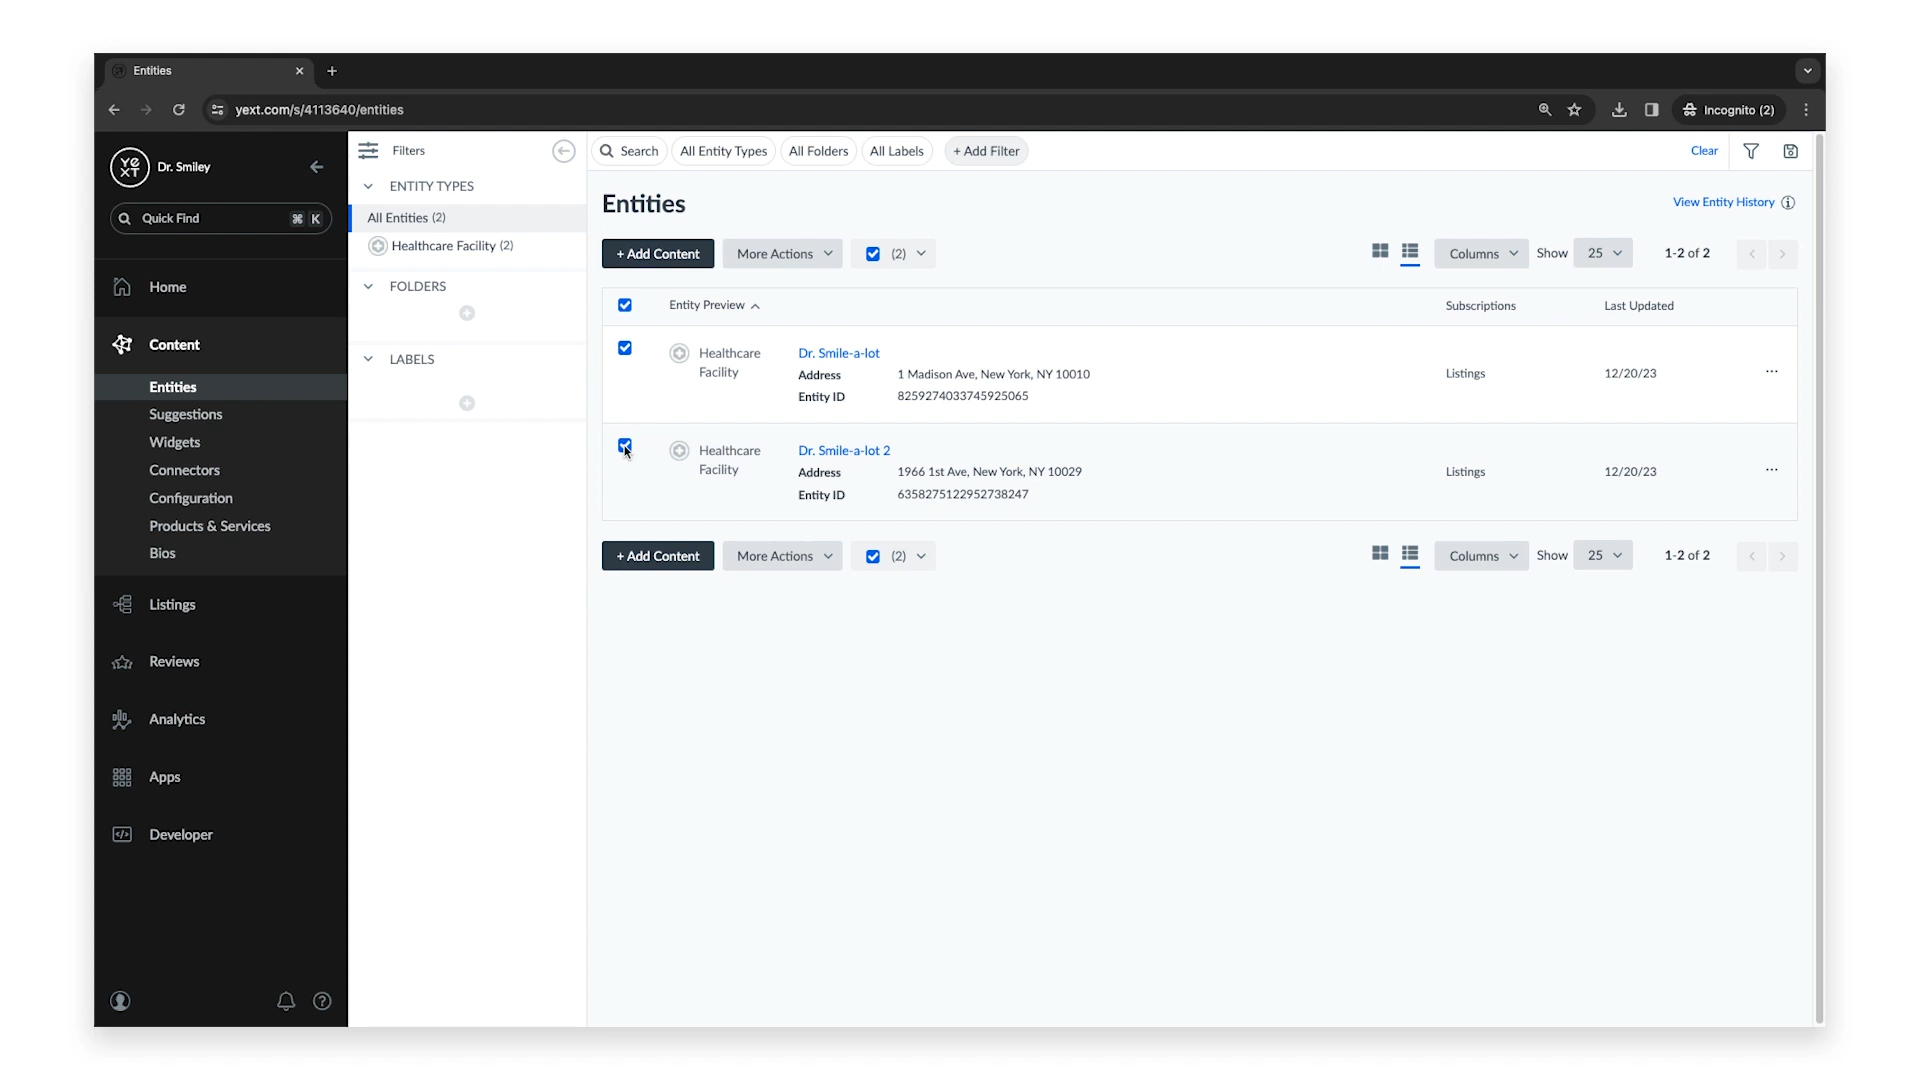 Entities
yext.com/s/4113640/entities
Incognito (2)
YEXT
Dr. Smiley
Quick Find ⌘ K
Home
Content
Entities
Suggestions
Widgets
Connectors
Configuration
Products & Services
Bios
Listings
Reviews
Analytics
Apps
Developer
Filters
ENTITY TYPES
All Entities (2)
Healthcare Facility (2)
FOLDERS
LABELS
Search All Entity Types All Folders All Labels + Add Filter Clear
Entities
View Entity History
+ Add Content More Actions (2) Columns Show 25 1-2 of 2
Entity Preview Subscriptions Last Updated
Healthcare Facility
Dr. Smile-a-lot
Address 1 Madison Ave, New York, NY 10010
Entity ID 8259274033745925065
Listings 12/20/23 ...
Healthcare Facility
Dr. Smile-a-lot 2
Address 1966 1st Ave, New York, NY 10029
Entity ID 6358275122952738247
Listings 12/20/23 ...
+ Add Content More Actions (2) Columns Show 25 1-2 of 2